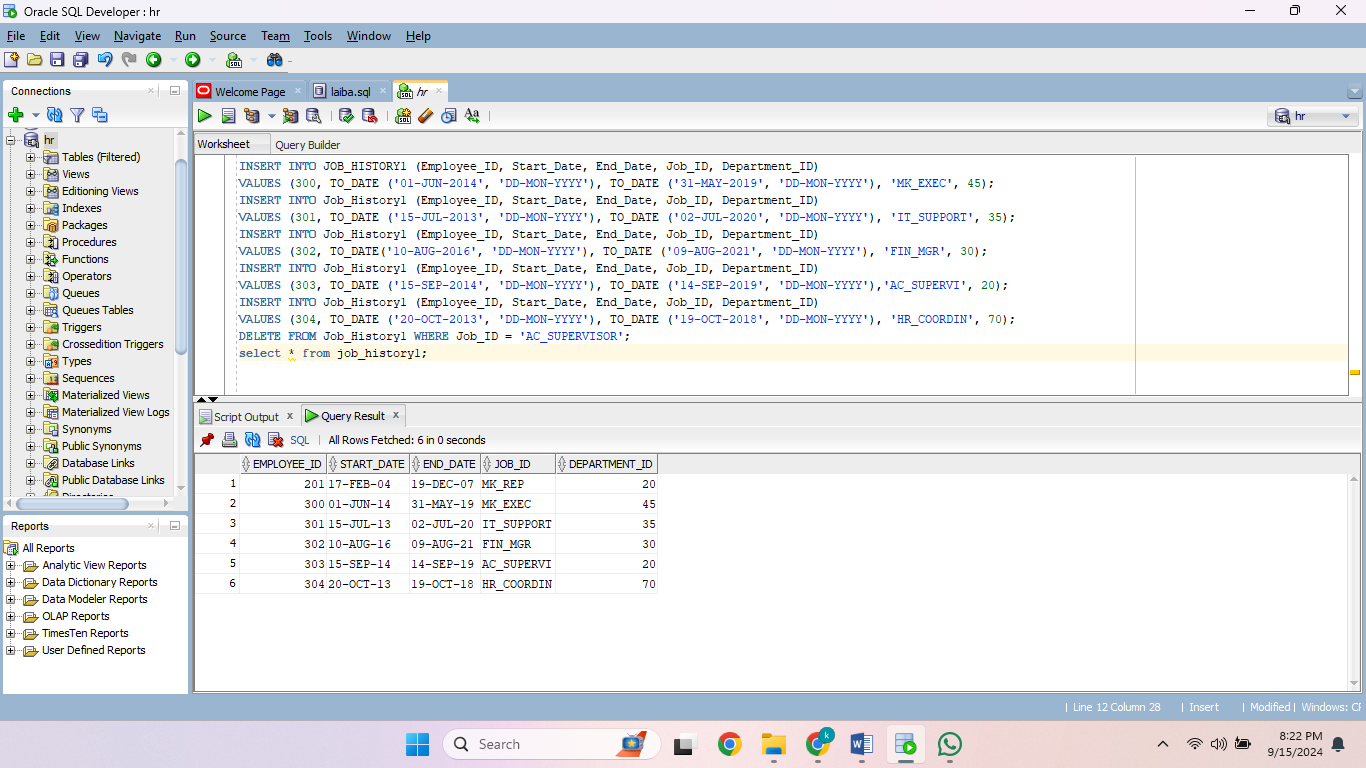 Oracle SQL Developer : hr
File Edit View Navigate Run Source Team Tools Window Help
Connections
hr
Tables (Filtered)
Views
Editioning Views
Indexes
Packages
Procedures
Functions
Operators
Queues
Queues Tables
Triggers
Crossedition Triggers
Types
Sequences
Materialized Views
Materialized View Logs
Synonyms
Public Synonyms
Database Links
Public Database Links
Directories
Reports
All Reports
Analytic View Reports
Data Dictionary Reports
Data Modeler Reports
OLAP Reports
TimesTen Reports
User Defined Reports
Welcome Page laiba.sql hr
hr
Worksheet Query Builder
INSERT INTO JOB_HISTORY1 (Employee_ID, Start_Date, End_Date, Job_ID, Department_ID)
VALUES (300, TO_DATE ('01-JUN-2014', 'DD-MON-YYYY'), TO_DATE ('31-MAY-2019', 'DD-MON-YYYY'), 'MK_EXEC', 45);
INSERT INTO Job_History1 (Employee_ID, Start_Date, End_Date, Job_ID, Department_ID)
VALUES (301, TO_DATE ('15-JUL-2013', 'DD-MON-YYYY'), TO_DATE ('02-JUL-2020', 'DD-MON-YYYY'), 'IT_SUPPORT', 35);
INSERT INTO Job_History1 (Employee_ID, Start_Date, End_Date, Job_ID, Department_ID)
VALUES (302, TO_DATE('10-AUG-2016', 'DD-MON-YYYY'), TO_DATE ('09-AUG-2021', 'DD-MON-YYYY'), 'FIN_MGR', 30);
INSERT INTO Job_History1 (Employee_ID, Start_Date, End_Date, Job_ID, Department_ID)
VALUES (303, TO_DATE ('15-SEP-2014', 'DD-MON-YYYY'), TO_DATE ('14-SEP-2019', 'DD-MON-YYYY'),'AC_SUPERVI', 20);
INSERT INTO Job_History1 (Employee_ID, Start_Date, End_Date, Job_ID, Department_ID)
VALUES (304, TO_DATE ('20-OCT-2013', 'DD-MON-YYYY'), TO_DATE ('19-OCT-2018', 'DD-MON-YYYY'), 'HR_COORDIN', 70);
DELETE FROM Job_History1 WHERE Job_ID = 'AC_SUPERVISOR';
select * from job_history1;
Script Output Query Result
SQL | All Rows Fetched: 6 in 0 seconds
EMPLOYEE_ID START_DATE END_DATE JOB_ID DEPARTMENT_ID
1 201 17-FEB-04 19-DEC-07 MK_REP 20
2 300 01-JUN-14 31-MAY-19 MK_EXEC 45
3 301 15-JUL-13 02-JUL-20 IT_SUPPORT 35
4 302 10-AUG-16 09-AUG-21 FIN_MGR 30
5 303 15-SEP-14 14-SEP-19 AC_SUPERVI 20
6 304 20-OCT-13 19-OCT-18 HR_COORDIN 70
| Line 12 Column 28 | Insert | Modified | Windows: CF
Search
k
8:22 PM
9/15/2024